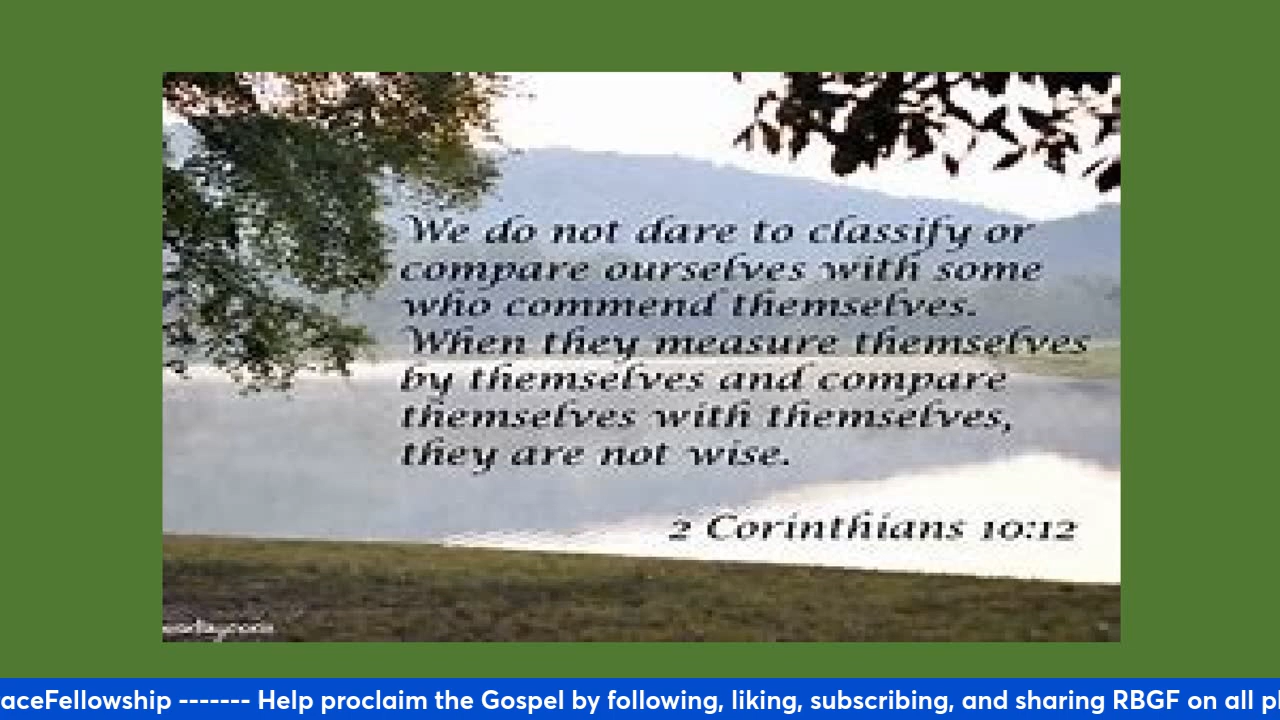 We do not dare to classify or
compare ourselves with some
who commend themselves.
When they measure themselves
by themselves and compare
themselves with themselves,
they are not wise.
2 Corinthians 10:12
aceFellowship ------- Help proclaim the Gospel by following, liking, subscribing, and sharing RBGF on all pl